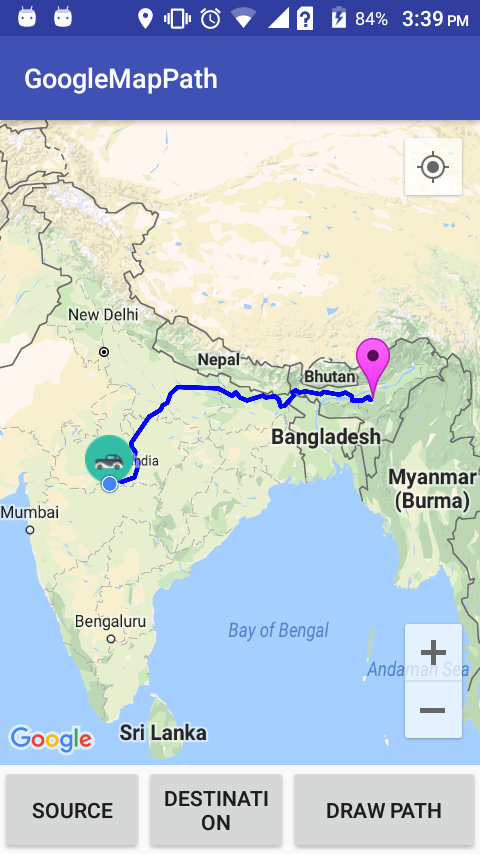 84% 3:39 PM
GoogleMapPath
New Delhi
Nepal
Bhutan
Bangladesh
ndia
Myanmar
(Burma)
Mumbai
Bengaluru
Bay of Bengal
Andaman Sea
Sri Lanka
Google
SOURCE
DESTINATI
ON
DRAW PATH